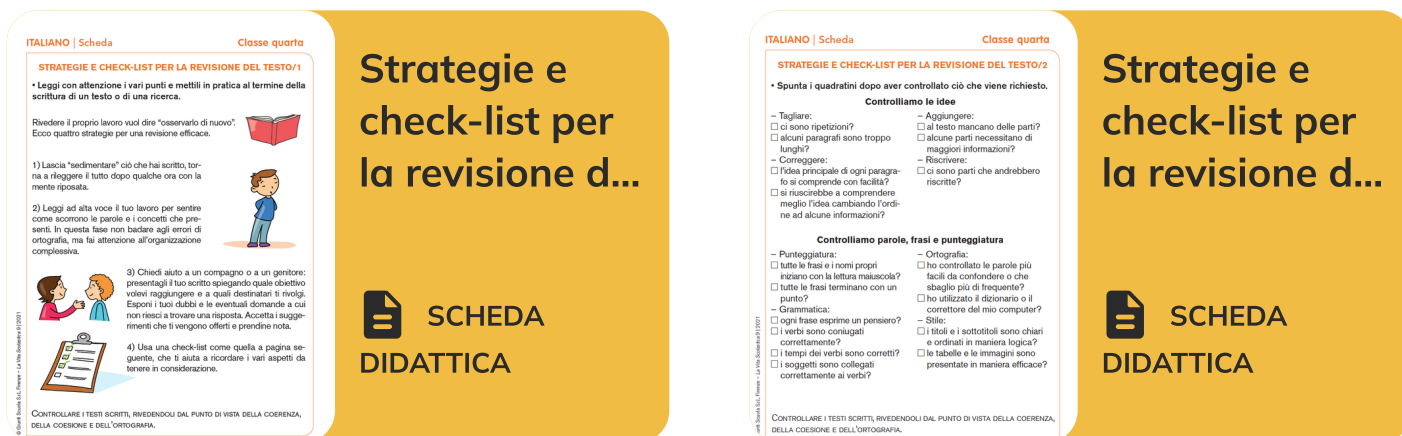 ITALIANO | Scheda
Classe quarta
STRATEGIE E CHECK-LIST PER LA REVISIONE DEL TESTO/1
• Leggi con attenzione i vari punti e mettili in pratica al termine della
scrittura di un testo o di una ricerca.
Rivedere il proprio lavoro vuol dire “osservarlo di nuovo”.
Ecco quattro strategie per una revisione efficace.
1) Lascia “sedimentare” ciò che hai scritto, tor-
na a rileggere il tutto dopo qualche ora con la
mente riposata.
2) Leggi ad alta voce il tuo lavoro per sentire
come scorrono le parole e i concetti che pre-
senti. In questa fase non badare agli errori di
ortografia, ma fai attenzione all'organizzazione
complessiva.
3) Chiedi aiuto a un compagno o a un genitore:
presentagli il tuo scritto spiegando quale obiettivo
volevi raggiungere e a quali destinatari ti rivolgi.
Esponi i tuoi dubbi e le eventuali domande a cui
non riesci a trovare una risposta. Accetta i sugge-
rimenti che ti vengono offerti e prendine nota.
4) Usa una check-list come quella a pagina se-
guente, che ti aiuta a ricordare i vari aspetti da
tenere in considerazione.
CONTROLLARE I TESTI SCRITTI, RIVEDENDOLI DAL PUNTO DI VISTA DELLA COERENZA,
DELLA COESIONE E DELL'ORTOGRAFIA.
© Giunti Scuola S.r.l., Firenze – La Vita Scolastica 9 | 2021
Strategie e
check-list per
la revisione d...
SCHEDA
DIDATTICA
ITALIANO | Scheda
Classe quarta
STRATEGIE E CHECK-LIST PER LA REVISIONE DEL TESTO/2
• Spunta i quadratini dopo aver controllato ciò che viene richiesto.
Controlliamo le idee
– Tagliare:
ci sono ripetizioni?
alcuni paragrafi sono troppo
lunghi?
– Correggere:
l'idea principale di ogni paragra-
fo si comprende con facilità?
si riuscirebbe a comprendere
meglio l'idea cambiando l'ordi-
ne ad alcune informazioni?
– Aggiungere:
al testo mancano delle parti?
alcune parti necessitano di
maggiori informazioni?
– Riscrivere:
ci sono parti che andrebbero
riscritte?
Controlliamo parole, frasi e punteggiatura
– Punteggiatura:
tutte le frasi e i nomi propri
iniziano con la lettura maiuscola?
tutte le frasi terminano con un
punto?
– Grammatica:
ogni frase esprime un pensiero?
i verbi sono coniugati
correttamente?
i tempi dei verbi sono corretti?
i soggetti sono collegati
correttamente ai verbi?
– Ortografia:
ho controllato le parole più
facili da confondere o che
sbaglio più di frequente?
ho utilizzato il dizionario o il
correttore del mio computer?
– Stile:
i titoli e i sottotitoli sono chiari
e ordinati in maniera logica?
le tabelle e le immagini sono
presentate in maniera efficace?
CONTROLLARE I TESTI SCRITTI, RIVEDENDOLI DAL PUNTO DI VISTA DELLA COERENZA,
DELLA COESIONE E DELL'ORTOGRAFIA.
Scuola S.r.l., Firenze – La Vita Scolastica 9 | 2021
Strategie e
check-list per
la revisione d...
SCHEDA
DIDATTICA